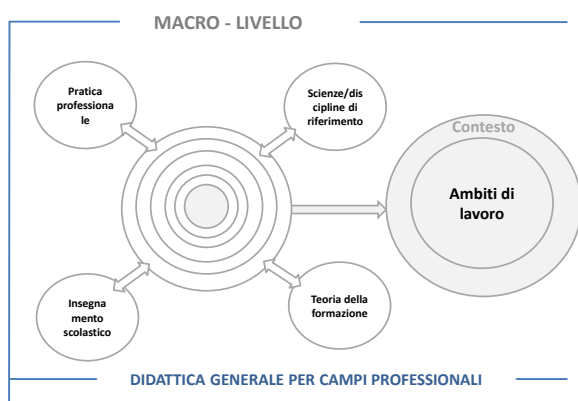 MACRO - LIVELLO
Pratica
professiona
le
Scienze/dis
cipline di
riferimento
Contesto
Ambiti di
lavoro
Insegna
mento
scolastico
Teoria della
formazione
DIDATTICA GENERALE PER CAMPI PROFESSIONALI